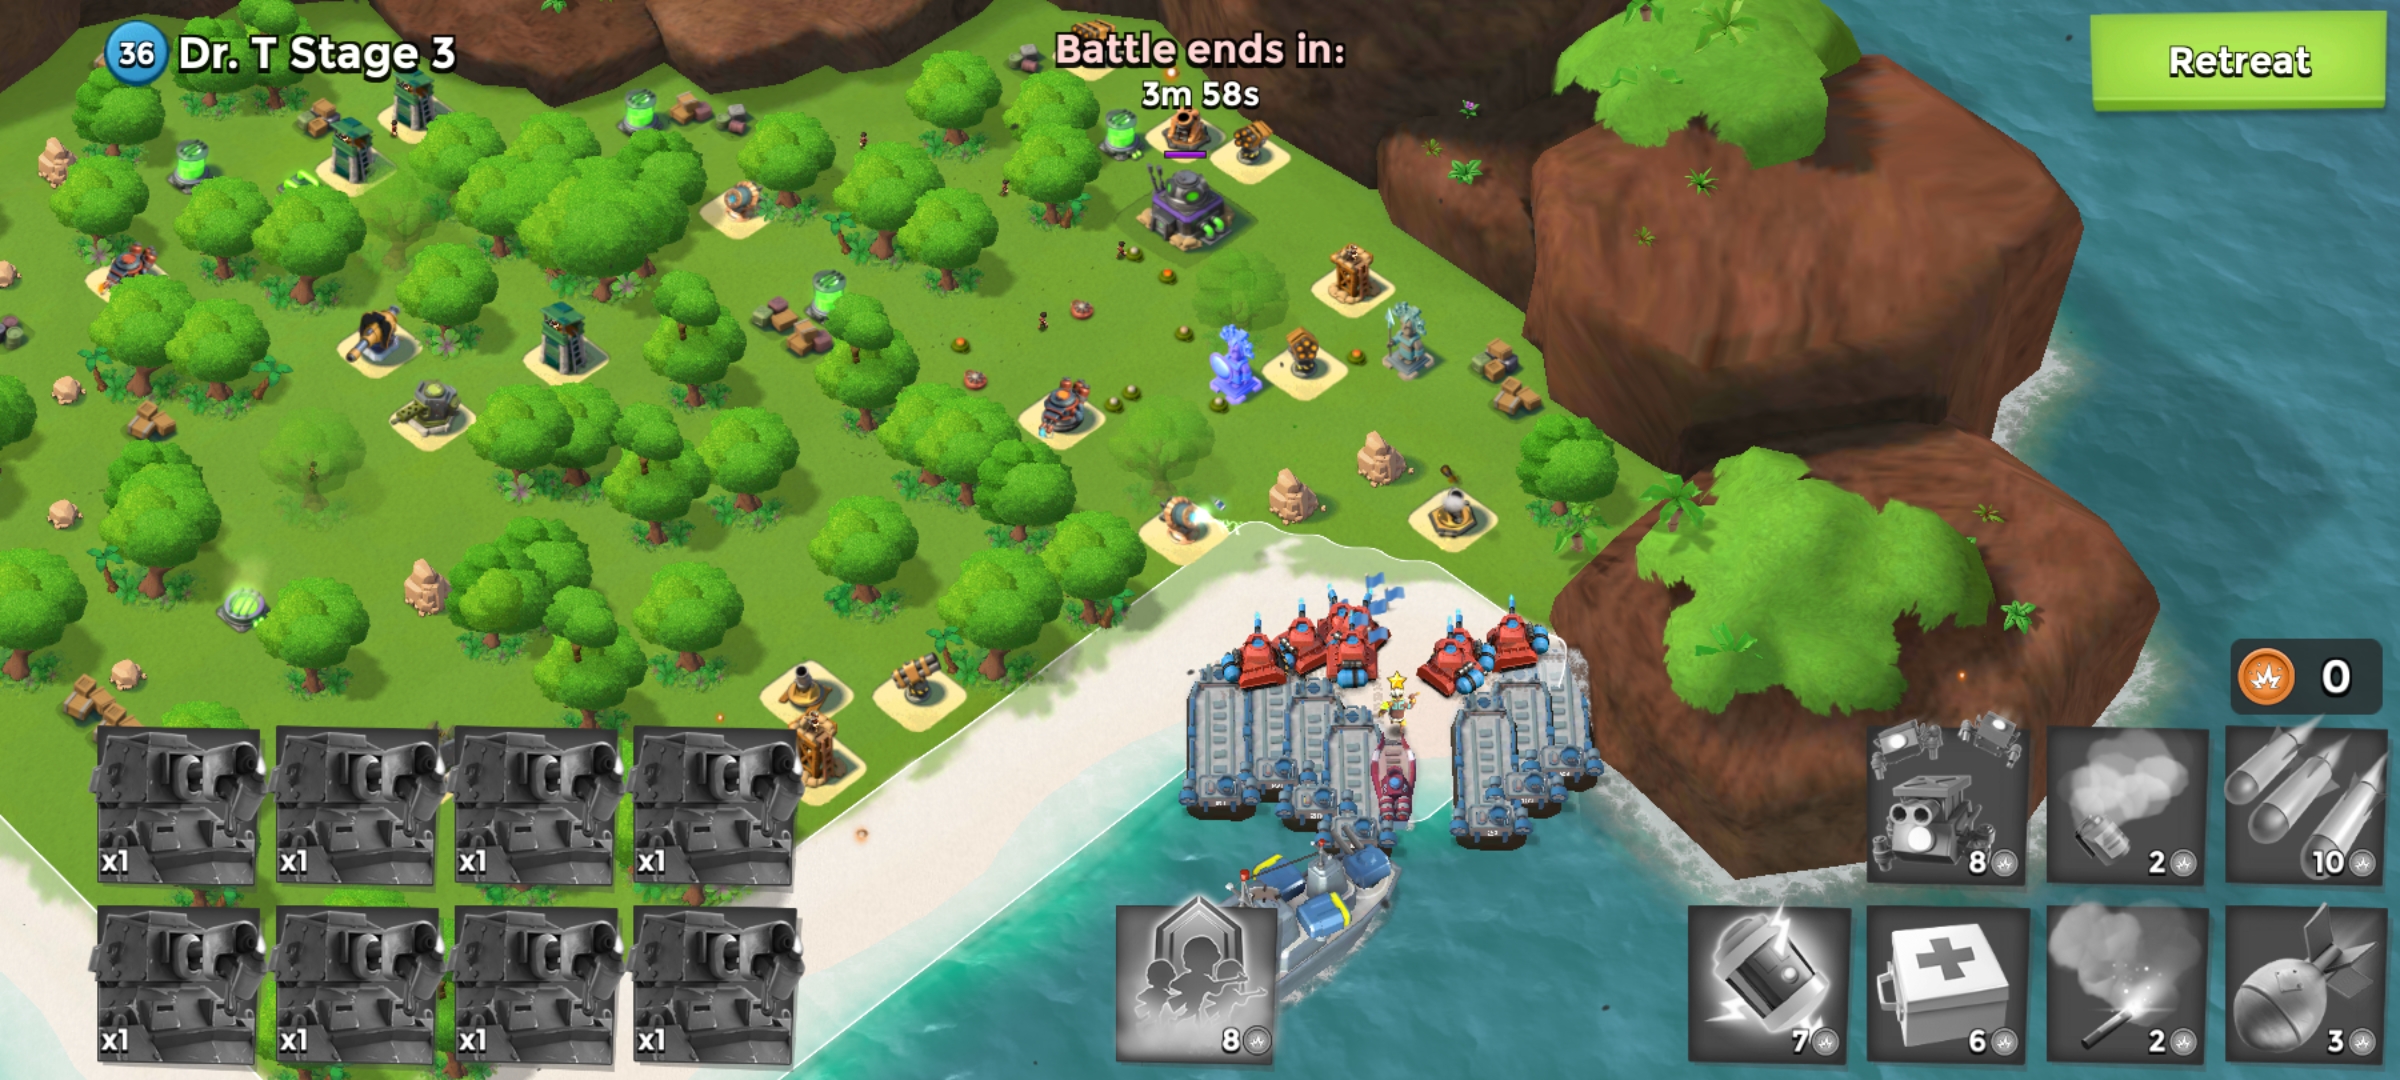 36 Dr. T Stage 3
Battle ends in:
3m 58s
Retreat
0
x1 x1 x1 x1
8 2 10
x1 x1 x1 x1
8 7 6 2 3